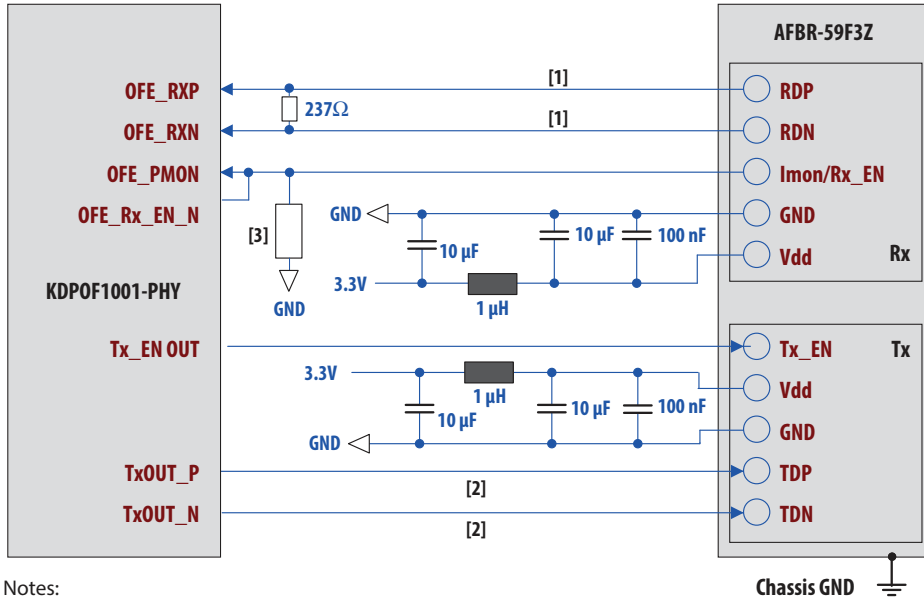 AFBR-59F3Z
OFE_RXP
[1]
RDP
237Ω
OFE_RXN
[1]
RDN
OFE_PMON
Imon/Rx_EN
OFE_Rx_EN_N
GND
GND
[3]
10 µF
10 µF
100 nF
Vdd
Rx
3.3V
KDPOF1001-PHY
GND
1 µH
Tx_EN OUT
Tx_EN
Tx
3.3V
Vdd
1 µH
10 µF
10 µF
100 nF
GND
GND
TxOUT_P
TDP
[2]
TxOUT_N
TDN
[2]
Notes:
Chassis GND